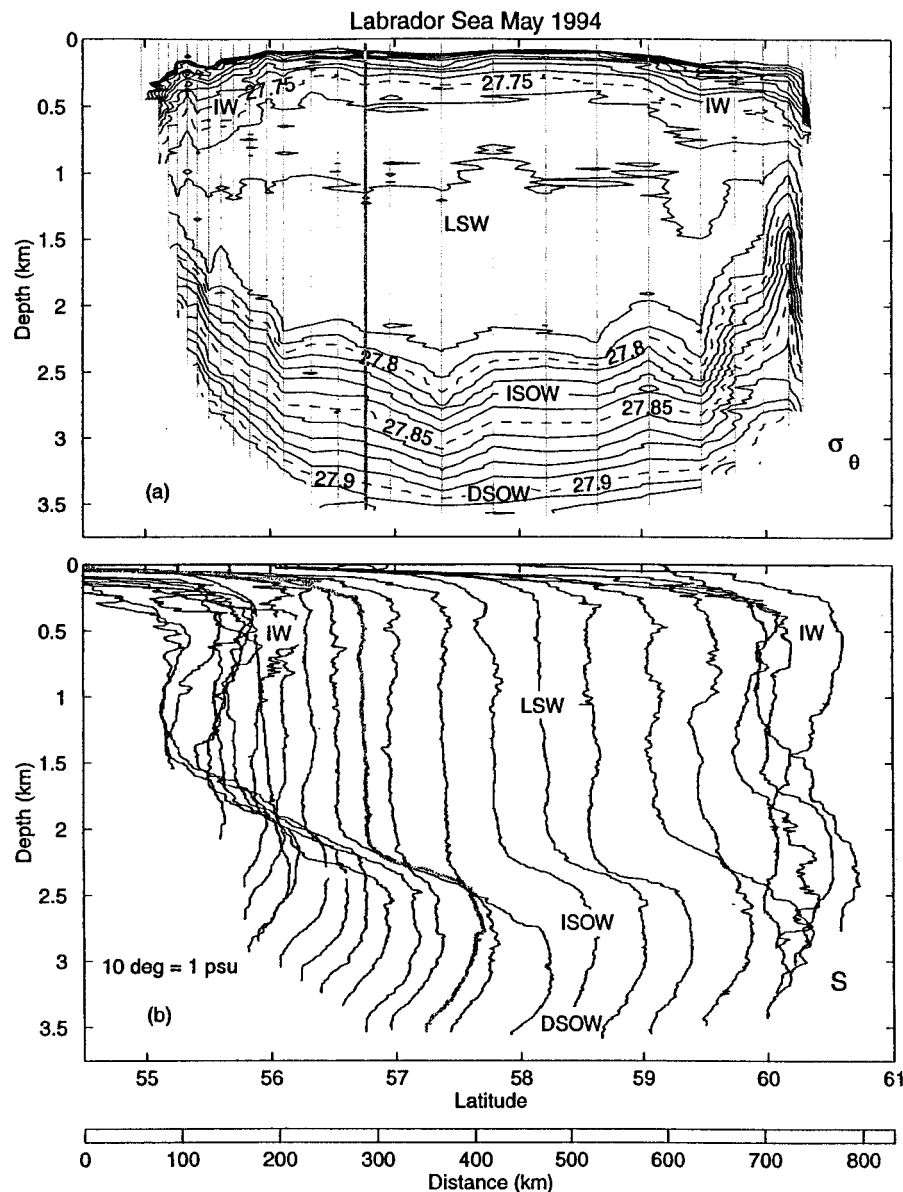 Labrador Sea May 1994
0
0.5
1
1.5
2
2.5
3
3.5
Depth (km)
27.75
27.75
IW
IW
LSW
27.8
27.8
ISOW
27.85
27.85
27.9
27.9
DSOW
(a)
σθ
0
0.5
1
1.5
2
2.5
3
3.5
Depth (km)
IW
IW
LSW
ISOW
10 deg = 1 psu
S
(b)
DSOW
55 56 57 58 59 60 61
Latitude
0 100 200 300 400 500 600 700 800
Distance (km)